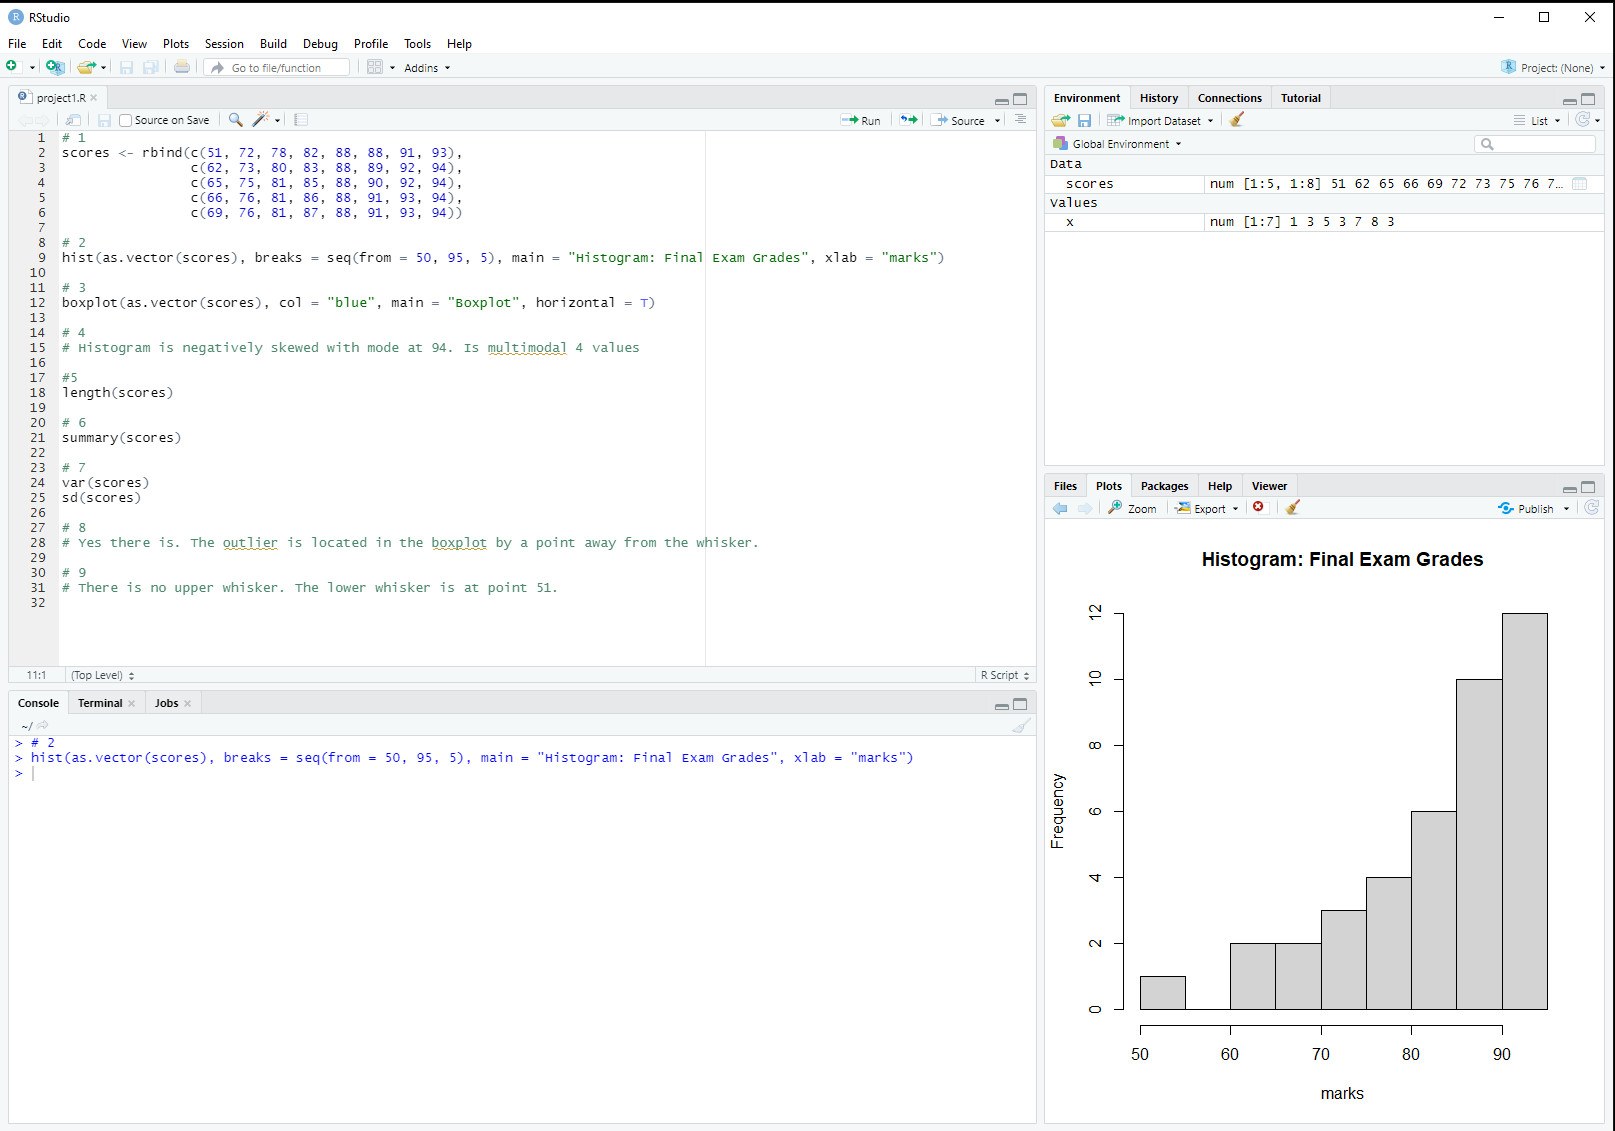 RStudio
File Edit Code View Plots Session Build Debug Profile Tools Help
Go to file/function
Addins
Project: (None)
project1.R
Source on Save
Run
Source
1 # 1
2 scores <- rbind(c(51, 72, 78, 82, 88, 88, 91, 93),
3 c(62, 73, 80, 83, 88, 89, 92, 94),
4 c(65, 75, 81, 85, 88, 90, 92, 94),
5 c(66, 76, 81, 86, 88, 91, 93, 94),
6 c(69, 76, 81, 87, 88, 91, 93, 94))
7
8 # 2
9 hist(as.vector(scores), breaks = seq(from = 50, 95, 5), main = "Histogram: Final Exam Grades", xlab = "marks")
10
11 # 3
12 boxplot(as.vector(scores), col = "blue", main = "Boxplot", horizontal = T)
13
14 # 4
15 # Histogram is negatively skewed with mode at 94. Is multimodal 4 values
16
17 #5
18 length(scores)
19
20 # 6
21 summary(scores)
22
23 # 7
24 var(scores)
25 sd(scores)
26
27 # 8
28 # Yes there is. The outlier is located in the boxplot by a point away from the whisker.
29
30 # 9
31 # There is no upper whisker. The lower whisker is at point 51.
32
11:1 (Top Level) R Script
Console Terminal Jobs
~/
> # 2
> hist(as.vector(scores), breaks = seq(from = 50, 95, 5), main = "Histogram: Final Exam Grades", xlab = "marks")
>
Environment History Connections Tutorial
Import Dataset
List
Global Environment
Data
scores num [1:5, 1:8] 51 62 65 66 69 72 73 75 76 7...
Values
x num [1:7] 1 3 5 3 7 8 3
Files Plots Packages Help Viewer
Zoom Export Publish
Histogram: Final Exam Grades
Frequency
12
10
8
6
4
2
0
50 60 70 80 90
marks